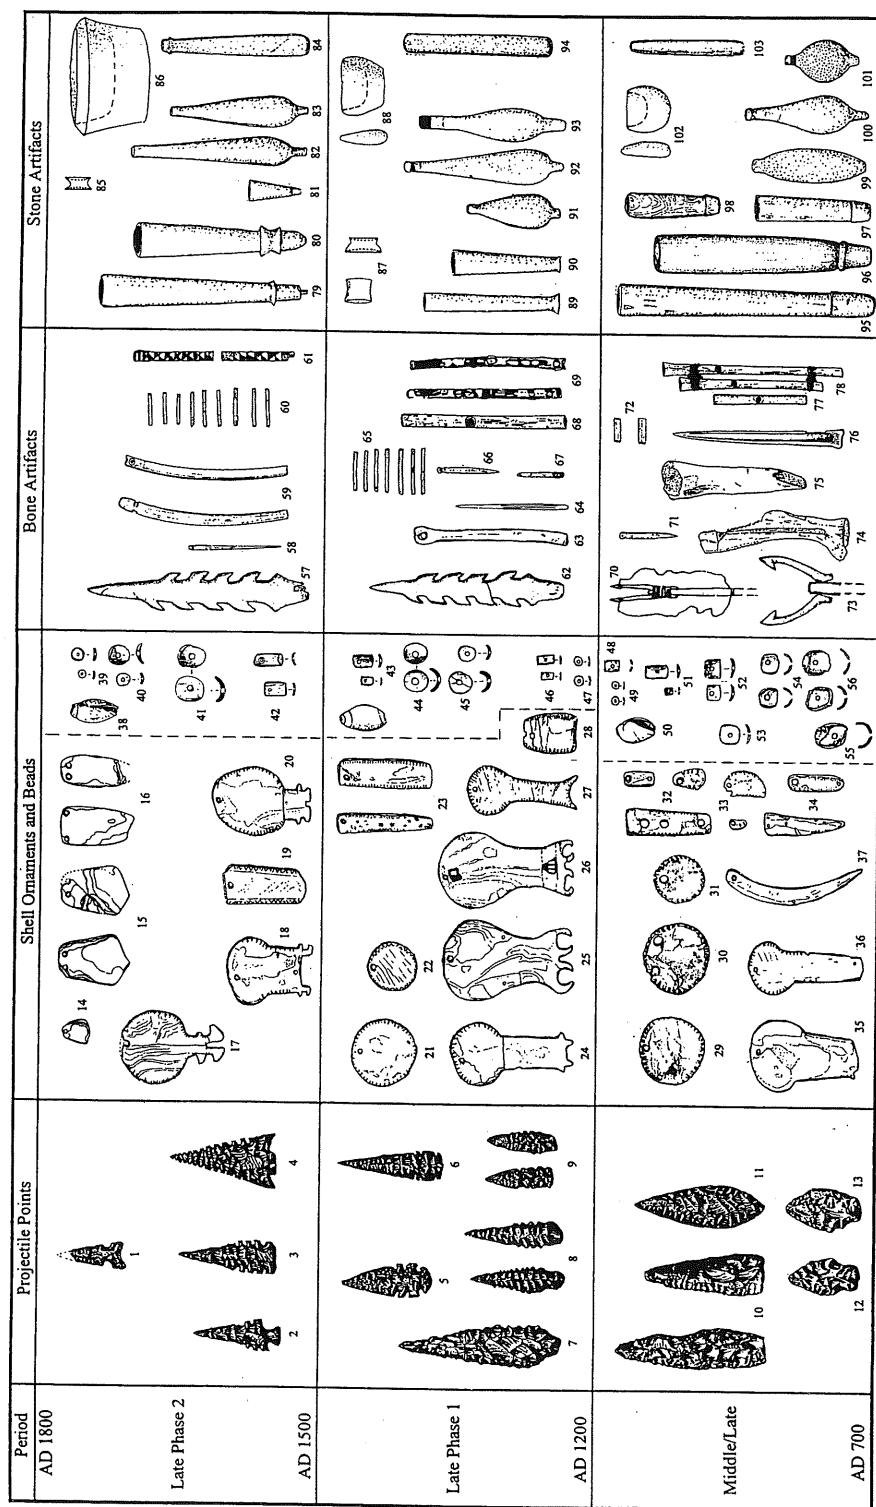 Period
Projectile Points
Shell Ornaments and Beads
Bone Artifacts
Stone Artifacts
AD 1800
Late Phase 2
AD 1500
1
2 3 4
14 15 16
17 18 19 20
38 39
40
41
42
57 58 59 60 61
85 86
79 80 81 82 83 84
Late Phase 1
AD 1200
5 6
7 8 9
21 22 23
24 25 26 27 28
43
44 45
46
47
65
66
67
62 63 64 68 69
87 88
89 90 91 92 93 94
Middle/Late
AD 700
10 11
12 13
29 30 31 32
33
34
35 36 37
48
49
50 51
52
53 54
55 56
70 71 72
73 74 75 76 77 78
102 103
95 96 97 98 99 100 101